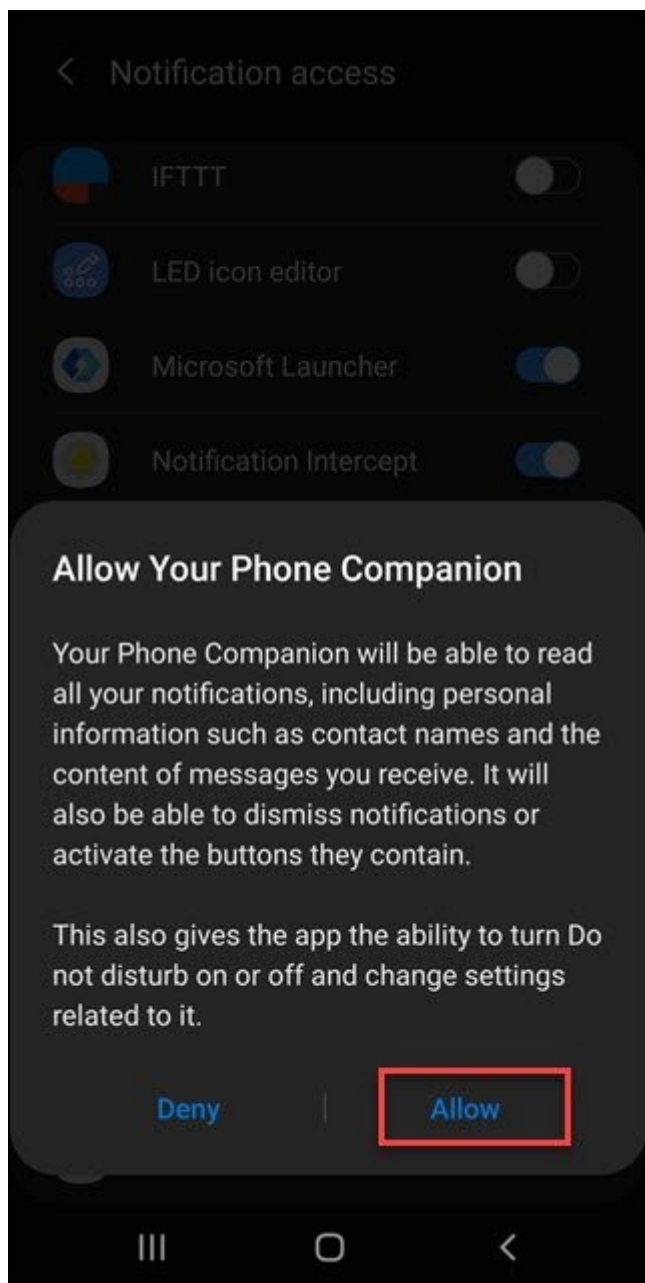 Notification access
IFTTT
LED icon editor
Microsoft Launcher
Notification Intercept
Allow Your Phone Companion
Your Phone Companion will be able to read
all your notifications, including personal
information such as contact names and the
content of messages you receive. It will
also be able to dismiss notifications or
activate the buttons they contain.
This also gives the app the ability to turn Do
not disturb on or off and change settings
related to it.
Deny
Allow